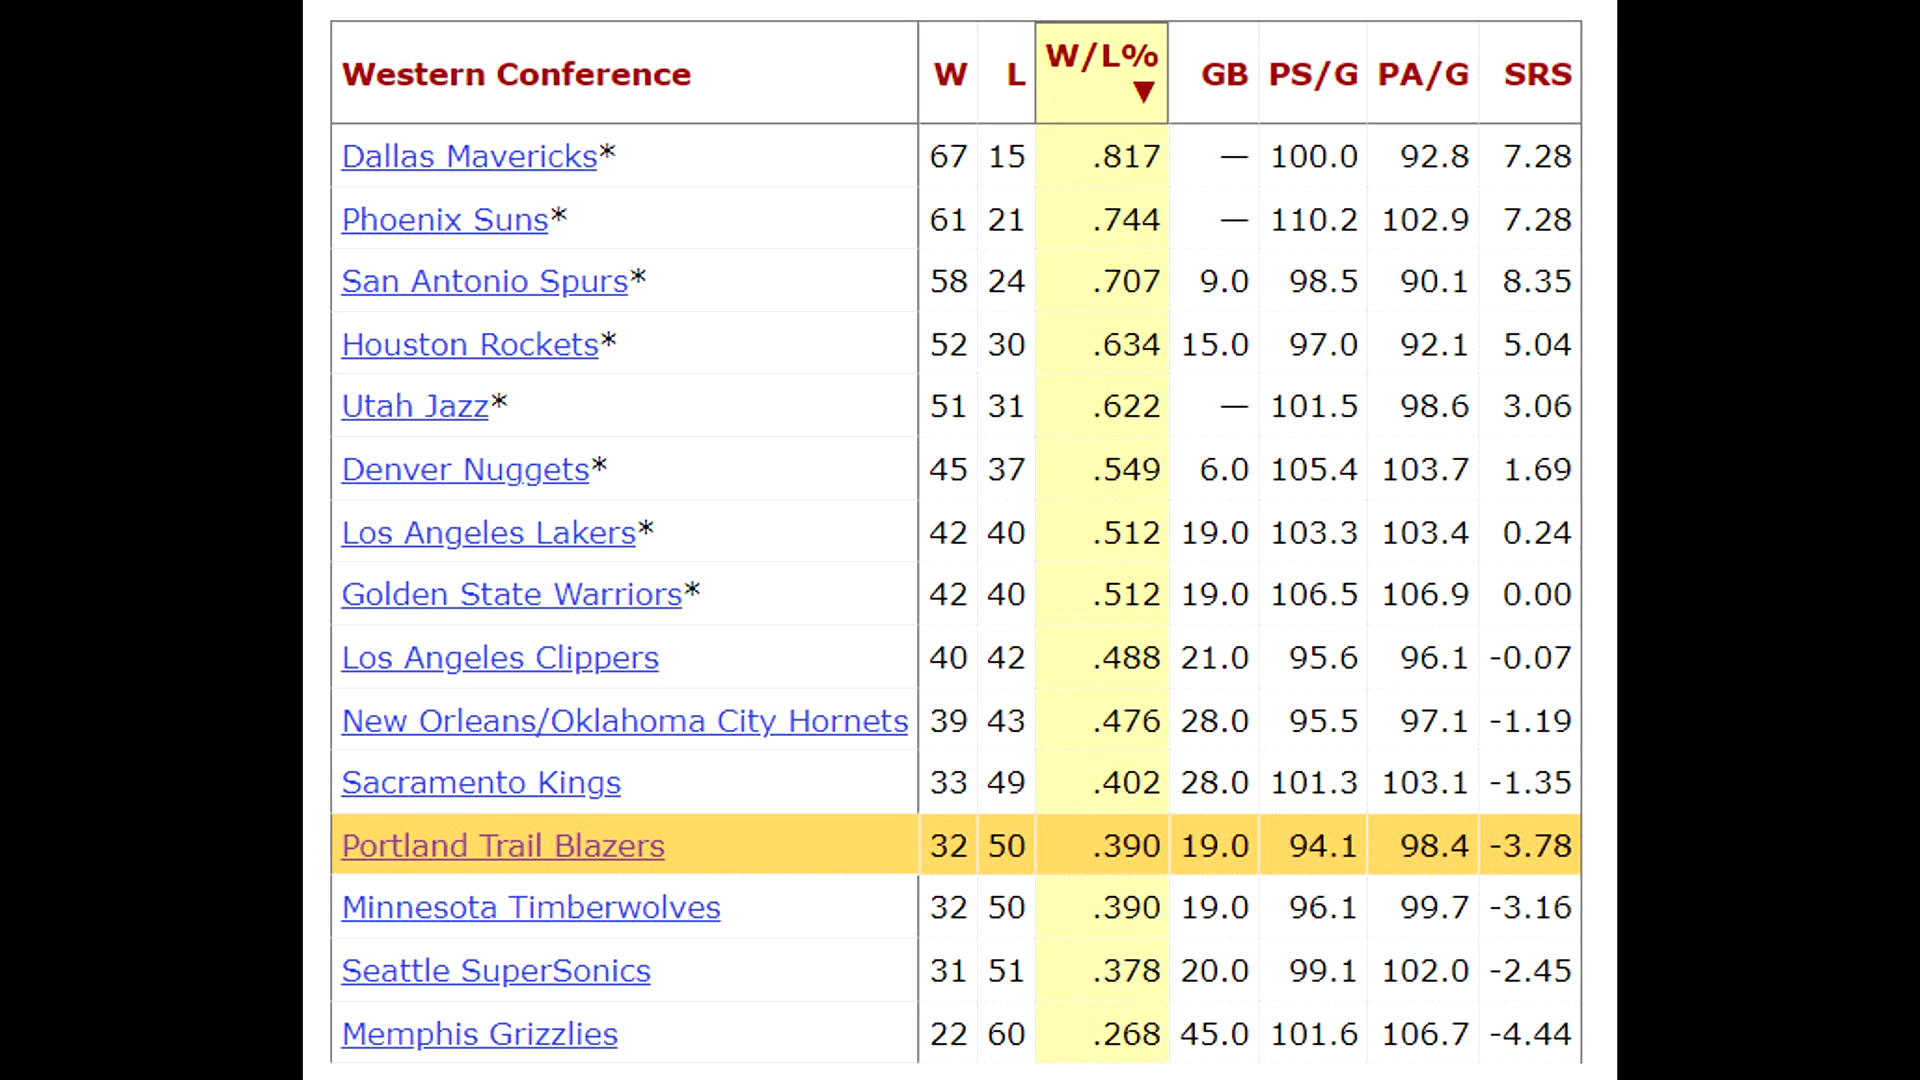 Western Conference W L W/L% ▼ GB PS/G PA/G SRS
Dallas Mavericks* 67 15 .817 — 100.0 92.8 7.28
Phoenix Suns* 61 21 .744 — 110.2 102.9 7.28
San Antonio Spurs* 58 24 .707 9.0 98.5 90.1 8.35
Houston Rockets* 52 30 .634 15.0 97.0 92.1 5.04
Utah Jazz* 51 31 .622 — 101.5 98.6 3.06
Denver Nuggets* 45 37 .549 6.0 105.4 103.7 1.69
Los Angeles Lakers* 42 40 .512 19.0 103.3 103.4 0.24
Golden State Warriors* 42 40 .512 19.0 106.5 106.9 0.00
Los Angeles Clippers 40 42 .488 21.0 95.6 96.1 -0.07
New Orleans/Oklahoma City Hornets 39 43 .476 28.0 95.5 97.1 -1.19
Sacramento Kings 33 49 .402 28.0 101.3 103.1 -1.35
Portland Trail Blazers 32 50 .390 19.0 94.1 98.4 -3.78
Minnesota Timberwolves 32 50 .390 19.0 96.1 99.7 -3.16
Seattle SuperSonics 31 51 .378 20.0 99.1 102.0 -2.45
Memphis Grizzlies 22 60 .268 45.0 101.6 106.7 -4.44